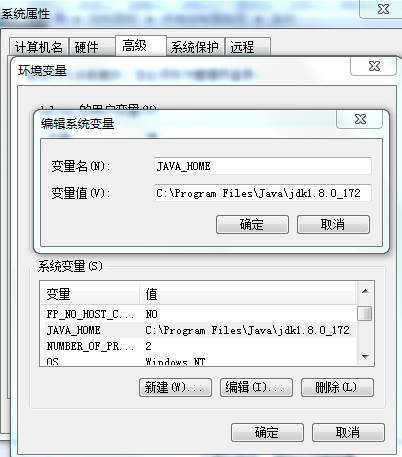 系统属性
计算机名 硬件 高级 系统保护 远程
环境变量
的用户变量(U)
编辑系统变量
变量名(N): JAVA_HOME
变量值(V): C:\Program Files\Java\jdk1.8.0_172
确定 取消
系统变量(S)
变量 值
FP_NO_HOST_C... NO
JAVA_HOME C:\Program Files\Java\jdk1.8.0_172
NUMBER_OF_PR... 2
OS Windows_NT
新建(W)... 编辑(I)... 删除(L)
确定 取消